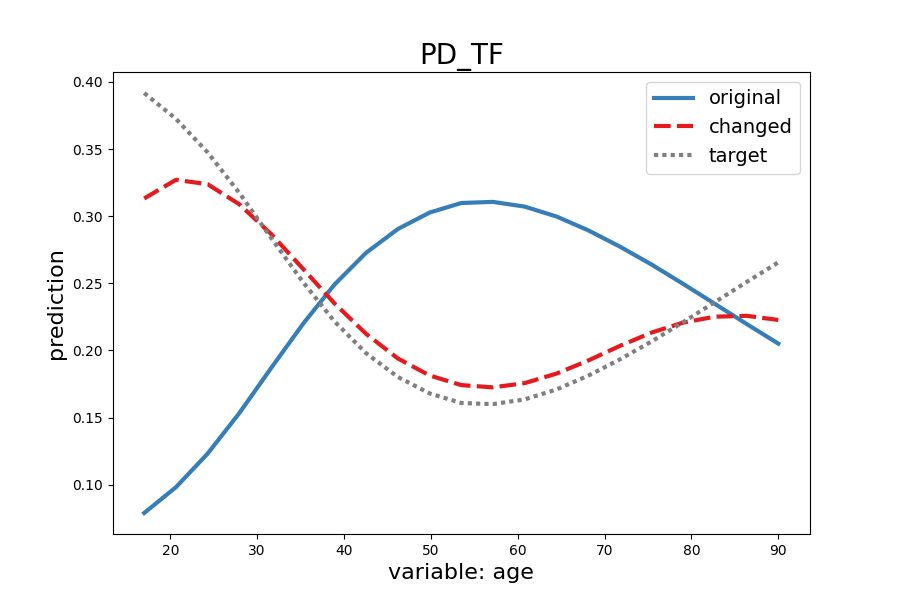 PD_TF
original
changed
target
prediction
0.40
0.35
0.30
0.25
0.20
0.15
0.10
20 30 40 50 60 70 80 90
variable: age